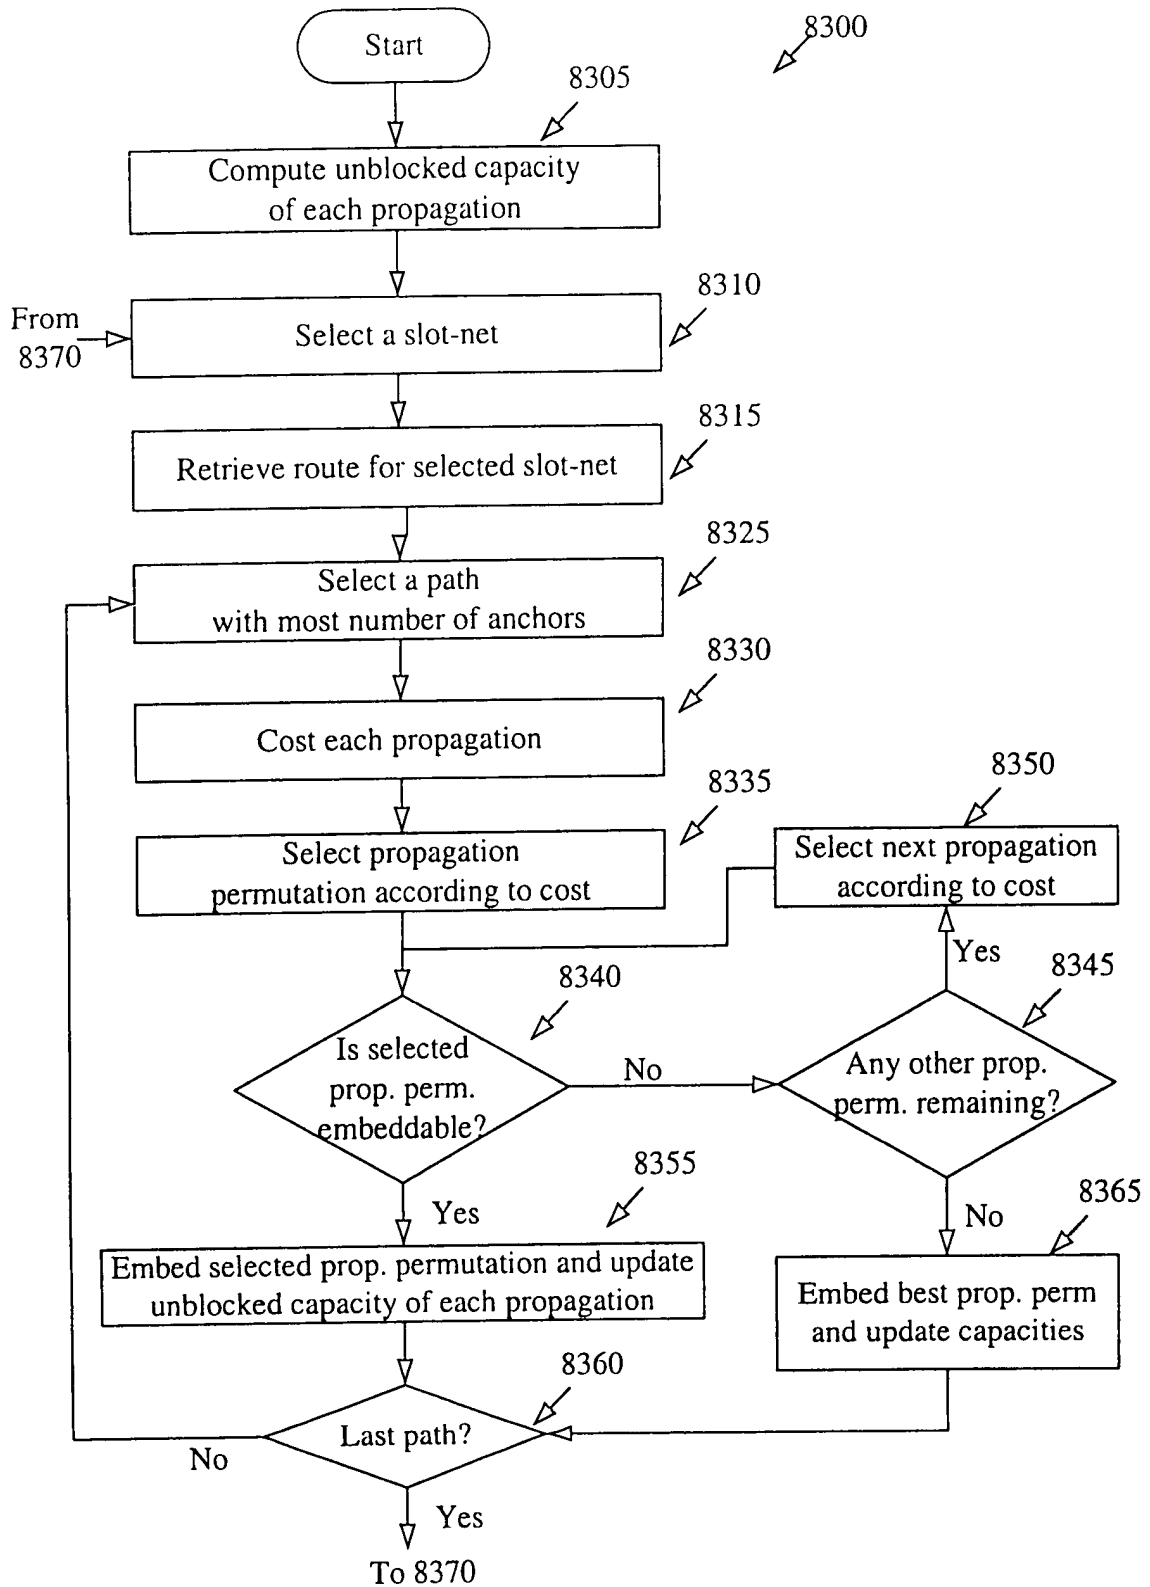 Start
8300
8305
Compute unblocked capacity
of each propagation
8310
From
8370
Select a slot-net
8315
Retrieve route for selected slot-net
8325
Select a path
with most number of anchors
8330
Cost each propagation
8335
Select propagation
permutation according to cost
8350
Select next propagation
according to cost
Yes
8340
8345
Is selected
prop. perm.
embeddable?
No
Any other prop.
perm. remaining?
8355
Yes
8365
No
Embed selected prop. permutation and update
unblocked capacity of each propagation
Embed best prop. perm
and update capacities
8360
Last path?
No
Yes
To 8370